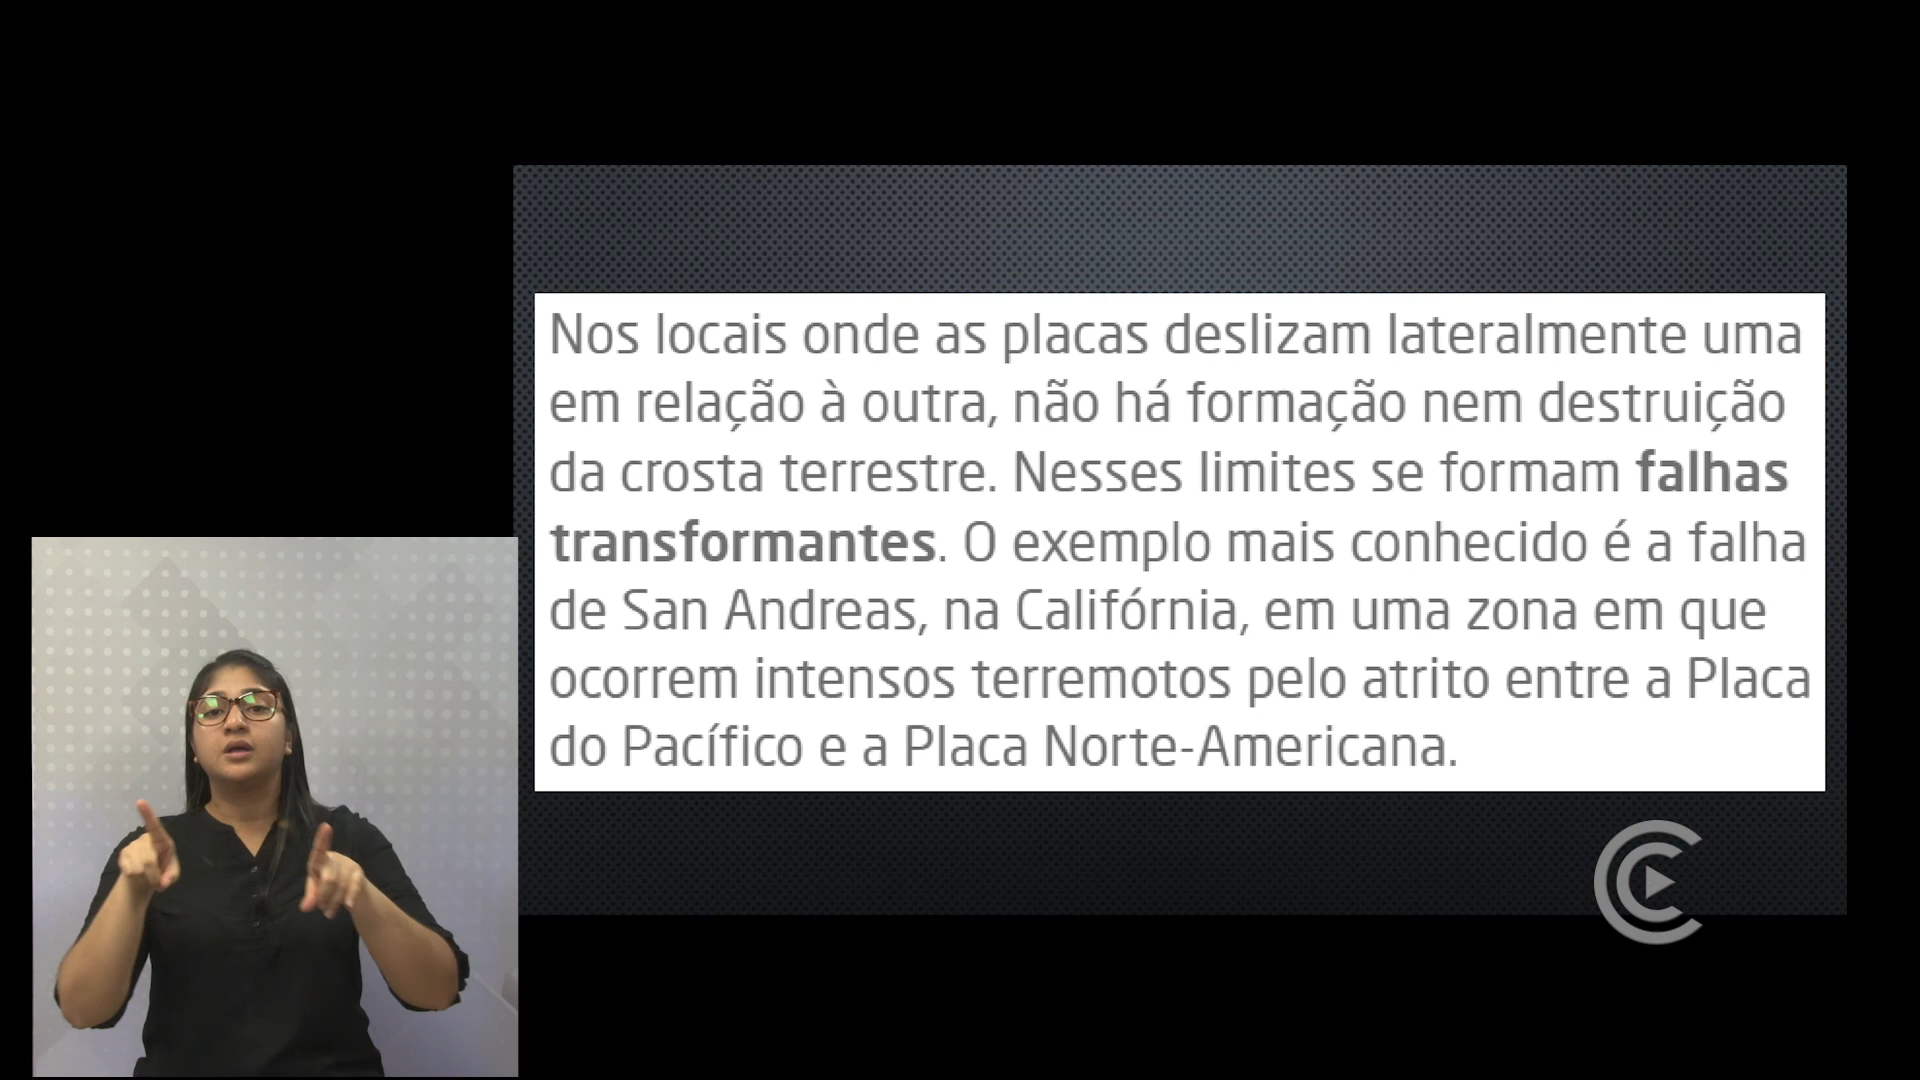 Nos locais onde as placas deslizam lateralmente uma
em relação à outra, não há formação nem destruição
da crosta terrestre. Nesses limites se formam falhas
transformantes. O exemplo mais conhecido é a falha
de San Andreas, na Califórnia, em uma zona em que
ocorrem intensos terremotos pelo atrito entre a Placa
do Pacífico e a Placa Norte-Americana.